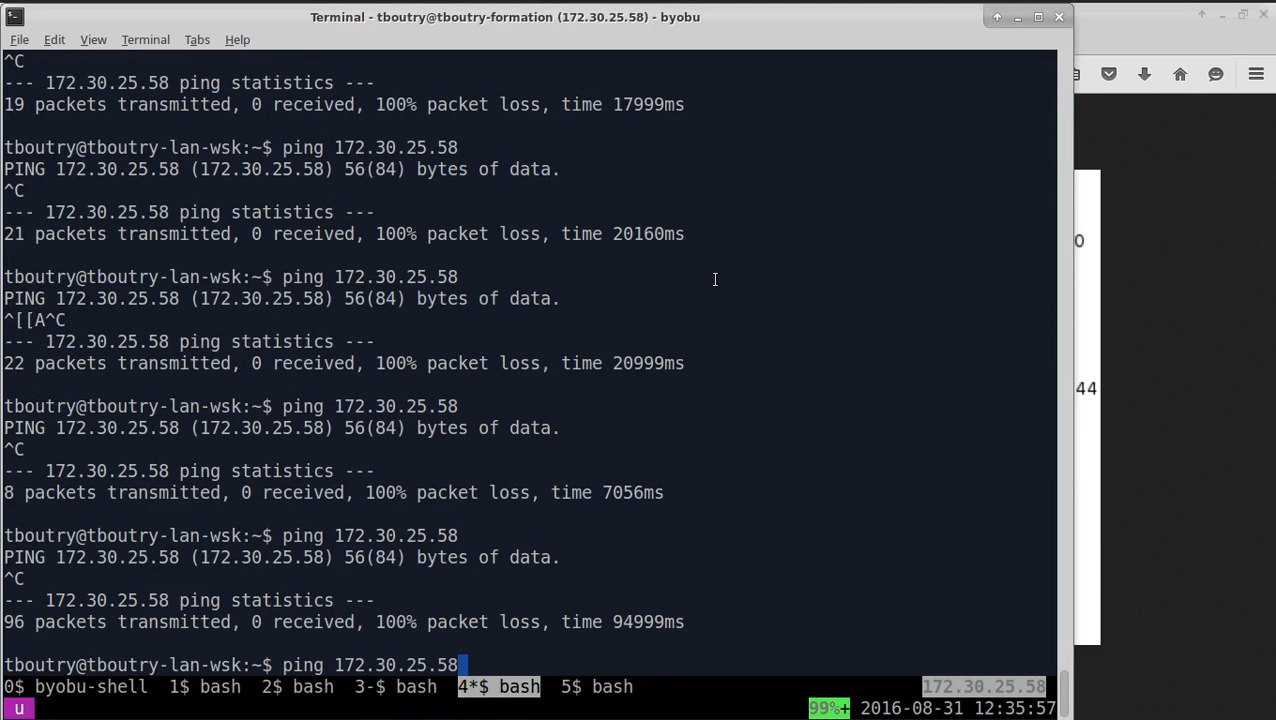 Terminal - tboutry@tboutry-formation (172.30.25.58) - byobu
File Edit View Terminal Tabs Help
^C
--- 172.30.25.58 ping statistics ---
19 packets transmitted, 0 received, 100% packet loss, time 17999ms
tboutry@tboutry-lan-wsk:~$ ping 172.30.25.58
PING 172.30.25.58 (172.30.25.58) 56(84) bytes of data.
^C
--- 172.30.25.58 ping statistics ---
21 packets transmitted, 0 received, 100% packet loss, time 20160ms
tboutry@tboutry-lan-wsk:~$ ping 172.30.25.58
PING 172.30.25.58 (172.30.25.58) 56(84) bytes of data.
^[[A^C
--- 172.30.25.58 ping statistics ---
22 packets transmitted, 0 received, 100% packet loss, time 20999ms
tboutry@tboutry-lan-wsk:~$ ping 172.30.25.58
PING 172.30.25.58 (172.30.25.58) 56(84) bytes of data.
^C
--- 172.30.25.58 ping statistics ---
8 packets transmitted, 0 received, 100% packet loss, time 7056ms
tboutry@tboutry-lan-wsk:~$ ping 172.30.25.58
PING 172.30.25.58 (172.30.25.58) 56(84) bytes of data.
^C
--- 172.30.25.58 ping statistics ---
96 packets transmitted, 0 received, 100% packet loss, time 94999ms
tboutry@tboutry-lan-wsk:~$ ping 172.30.25.58
0$ byobu-shell 1$ bash 2$ bash 3-$ bash 4*$ bash 5$ bash 172.30.25.58
u 99%+ 2016-08-31 12:35:57
0
44